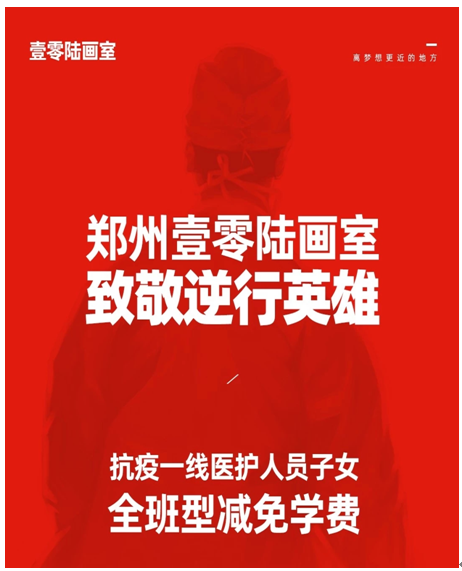 壹零陆画室
离梦想更近的地方
郑州壹零陆画室
致敬逆行英雄
抗疫一线医护人员子女
全班型减免学费